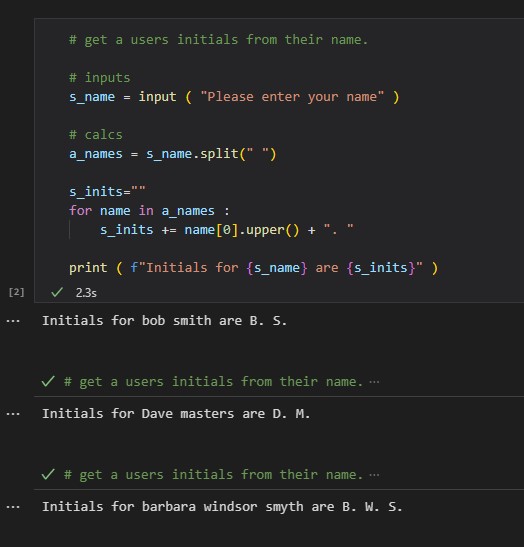 # get a users initials from their name.
# inputs
s_name = input ( "Please enter your name" )
# calcs
a_names = s_name.split(" ")
s_inits=""
for name in a_names :
s_inits += name[0].upper() + ". "
print ( f"Initials for {s_name} are {s_inits}" )
[2] ✓ 2.3s
··· Initials for bob smith are B. S.
✓ # get a users initials from their name. ···
··· Initials for Dave masters are D. M.
✓ # get a users initials from their name. ···
··· Initials for barbara windsor smyth are B. W. S.